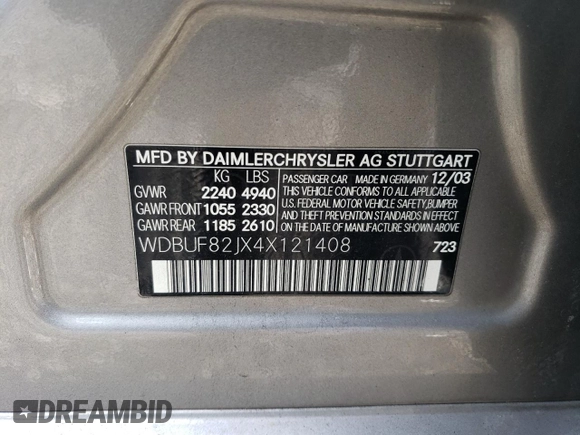 MFD BY DAIMLERCHRYSLER AG STUTTGART
KG LBS
GVWR 2240 4940
GAWR FRONT 1055 2330
GAWR REAR 1185 2610
PASSENGER CAR MADE IN GERMANY 12/03
THIS VEHICLE CONFORMS TO ALL APPLICABLE
U.S. FEDERAL MOTOR VEHICLE SAFETY,BUMPER
AND THEFT PREVENTION STANDARDS IN EFFECT
ON THE DATE OF MANUFACTURE SHOWN ABOVE.
WDBUF82JX4X121408
723
DREAMBID